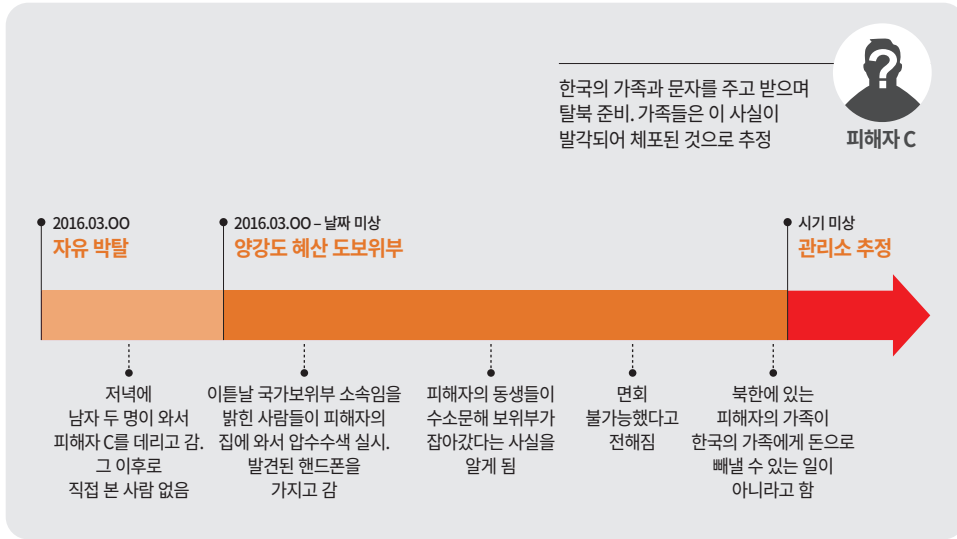 한국의 가족과 문자를 주고 받으며
탈북 준비. 가족들은 이 사실이
발각되어 체포된 것으로 추정
?
피해자 C
2016.03.OO
자유 박탈
2016.03.OO – 날짜 미상
양강도 혜산 도보위부
시기 미상
관리소 추정
저녁에
남자 두 명이 와서
피해자 C를 데리고 감.
그 이후로
직접 본 사람 없음
이튿날 국가보위부 소속임을
밝힌 사람들이 피해자의
집에 와서 압수수색 실시.
발견된 핸드폰을
가지고 감
피해자의 동생들이
수소문해 보위부가
잡아갔다는 사실을
알게 됨
면회
불가능했다고
전해짐
북한에 있는
피해자의 가족이
한국의 가족에게 돈으로
빼낼 수 있는 일이
아니라고 함